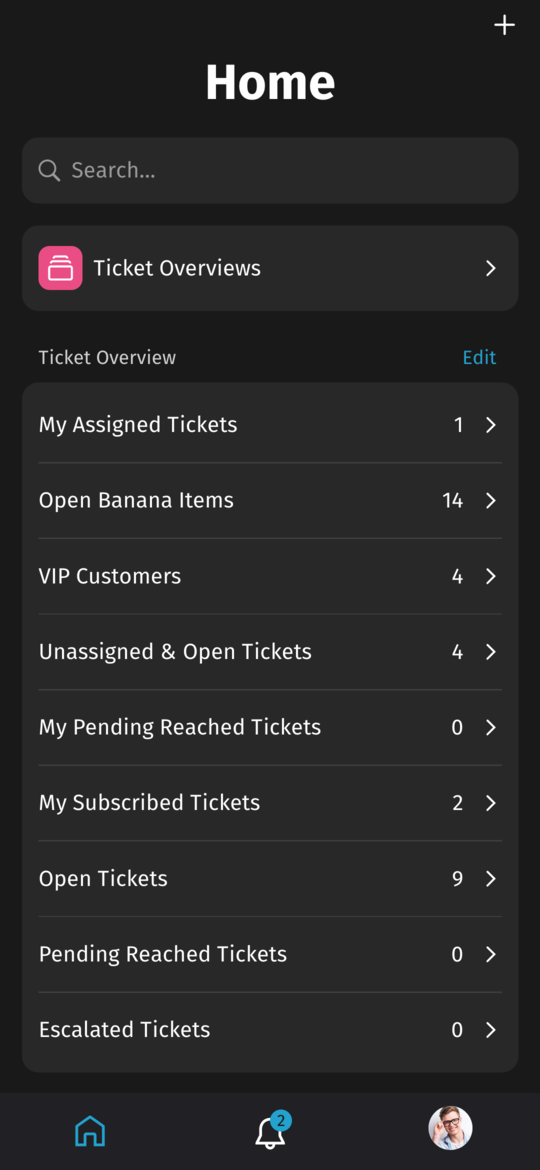 Home
Search...
Ticket Overviews
Ticket Overview Edit
My Assigned Tickets 1
Open Banana Items 14
VIP Customers 4
Unassigned & Open Tickets 4
My Pending Reached Tickets 0
My Subscribed Tickets 2
Open Tickets 9
Pending Reached Tickets 0
Escalated Tickets 0
2